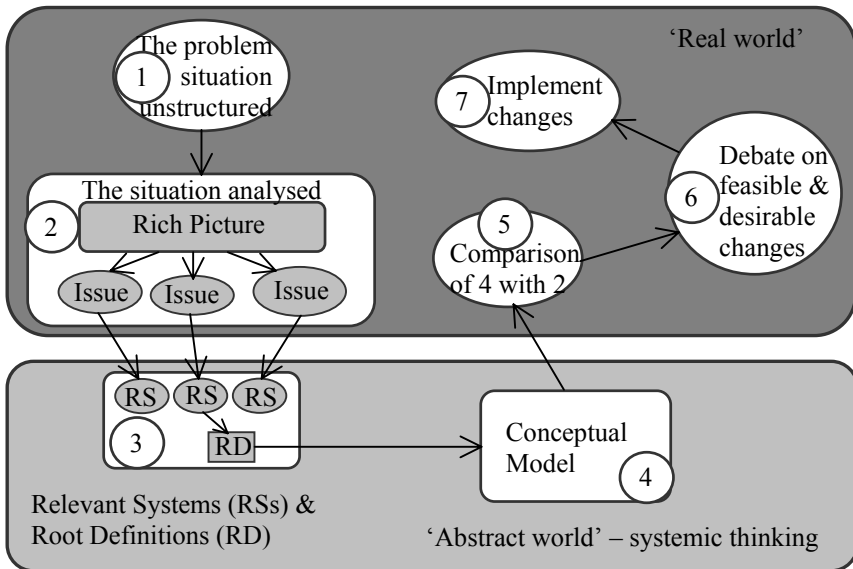 ‘Real world’
1
The problem
situation
unstructured
2
The situation analysed
Rich Picture
Issue
Issue
Issue
7
Implement
changes
6
Debate on
feasible &
desirable
changes
5
Comparison
of 4 with 2
3
RS
RS
RS
RD
Relevant Systems (RSs) &
Root Definitions (RD)
Conceptual
Model
4
‘Abstract world’ – systemic thinking